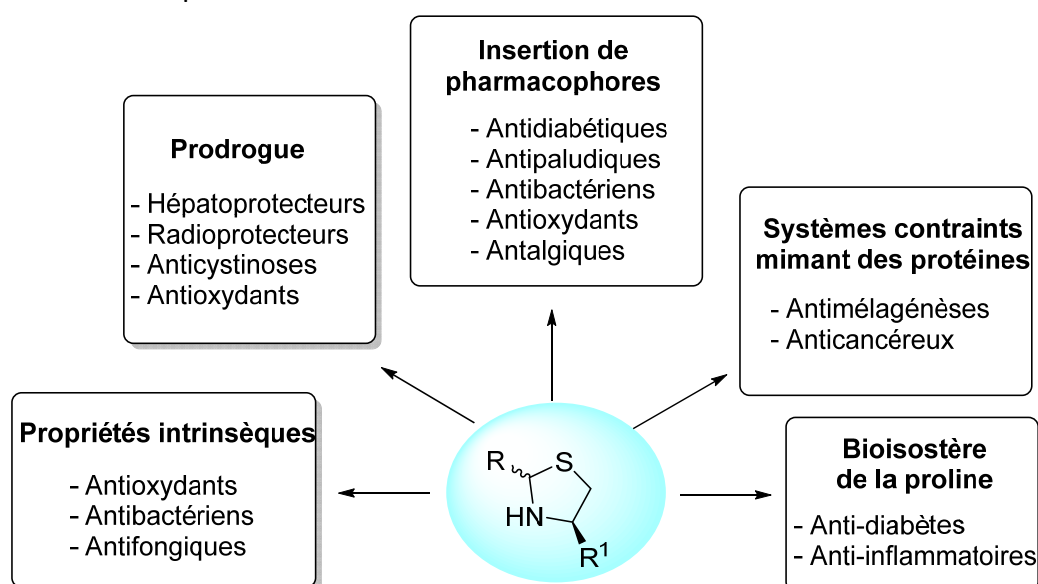 Insertion de
pharmacophores
- Antidiabétiques
- Antipaludiques
- Antibactériens
- Antioxydants
- Antalgiques
Prodrogue
- Hépatoprotecteurs
- Radioprotecteurs
- Anticystinoses
- Antioxydants
Systèmes contraints
mimant des protéines
- Antimélagénèses
- Anticancéreux
Propriétés intrinsèques
- Antioxydants
- Antibactériens
- Antifongiques
R
S
HN
R1
Bioisostère
de la proline
- Anti-diabètes
- Anti-inflammatoires